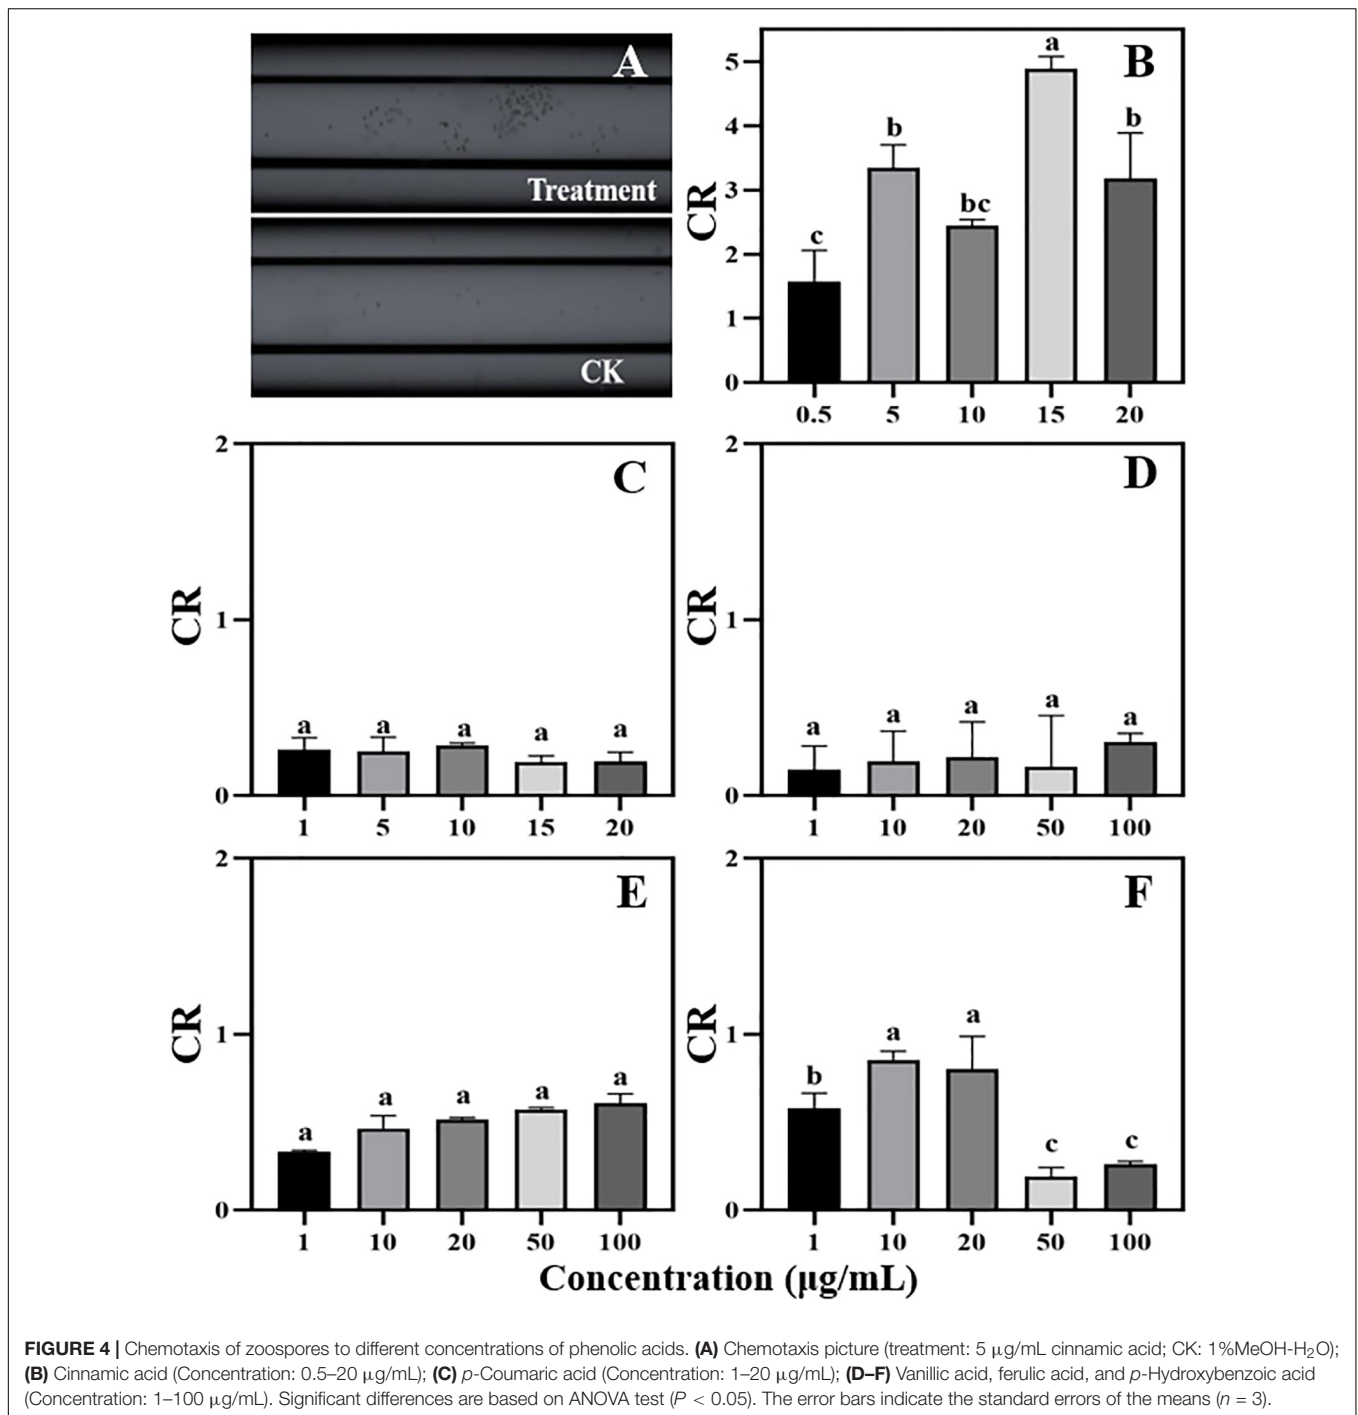 A
Treatment
CK
B
CR
5
4
3
2
1
0
c
b
bc
a
b
0.5 5 10 15 20
C
CR
2
1
0
a a a a a
1 5 10 15 20
D
CR
2
1
0
a a a a a
1 10 20 50 100
E
CR
2
1
0
a a a a a
1 10 20 50 100
F
CR
2
1
0
b a a c c
1 10 20 50 100
Concentration (μg/mL)
FIGURE 4 | Chemotaxis of zoospores to different concentrations of phenolic acids. (A) Chemotaxis picture (treatment: 5 μg/mL cinnamic acid; CK: 1%MeOH-H₂O);
(B) Cinnamic acid (Concentration: 0.5–20 μg/mL); (C) p-Coumaric acid (Concentration: 1–20 μg/mL); (D–F) Vanillic acid, ferulic acid, and p-Hydroxybenzoic acid
(Concentration: 1–100 μg/mL). Significant differences are based on ANOVA test (P < 0.05). The error bars indicate the standard errors of the means (n = 3).